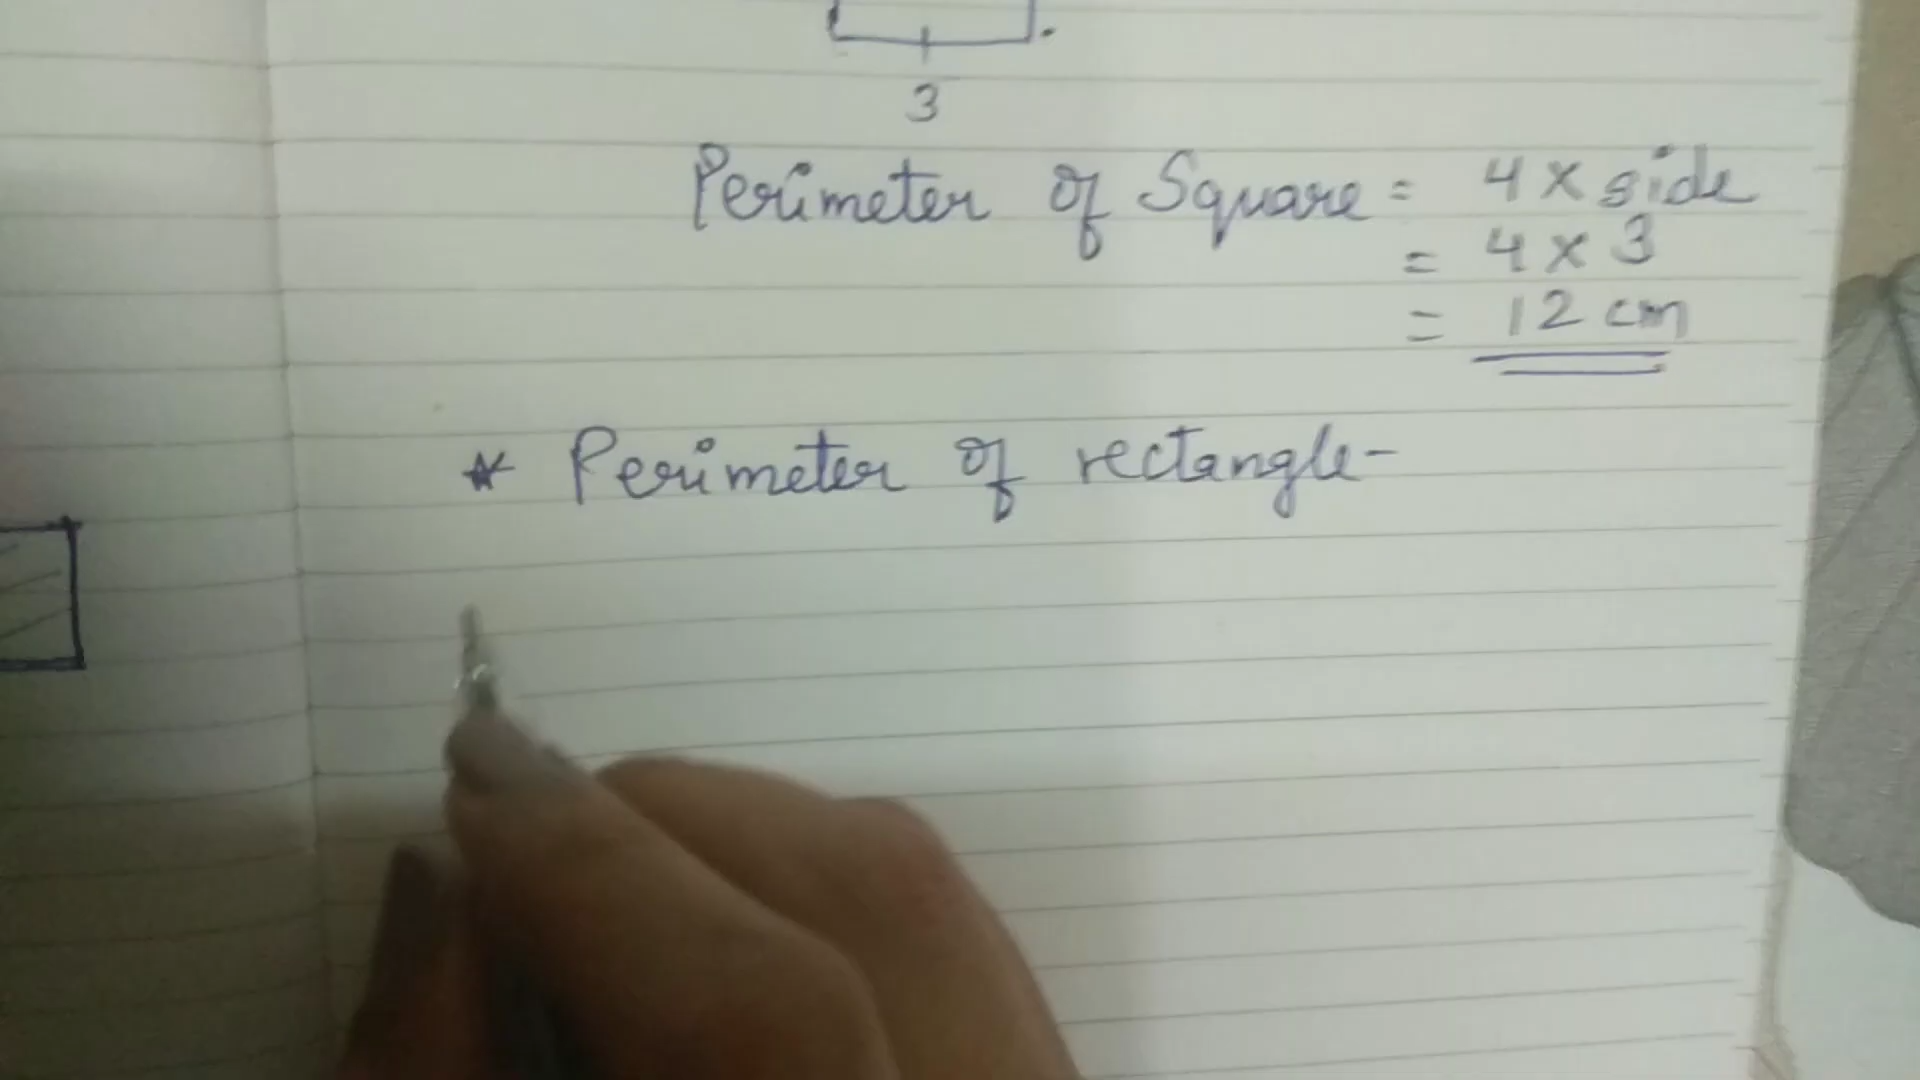 3
Perimeter of Square = 4 x side
= 4 x 3
= 12 cm
* Perimeter of rectangle-